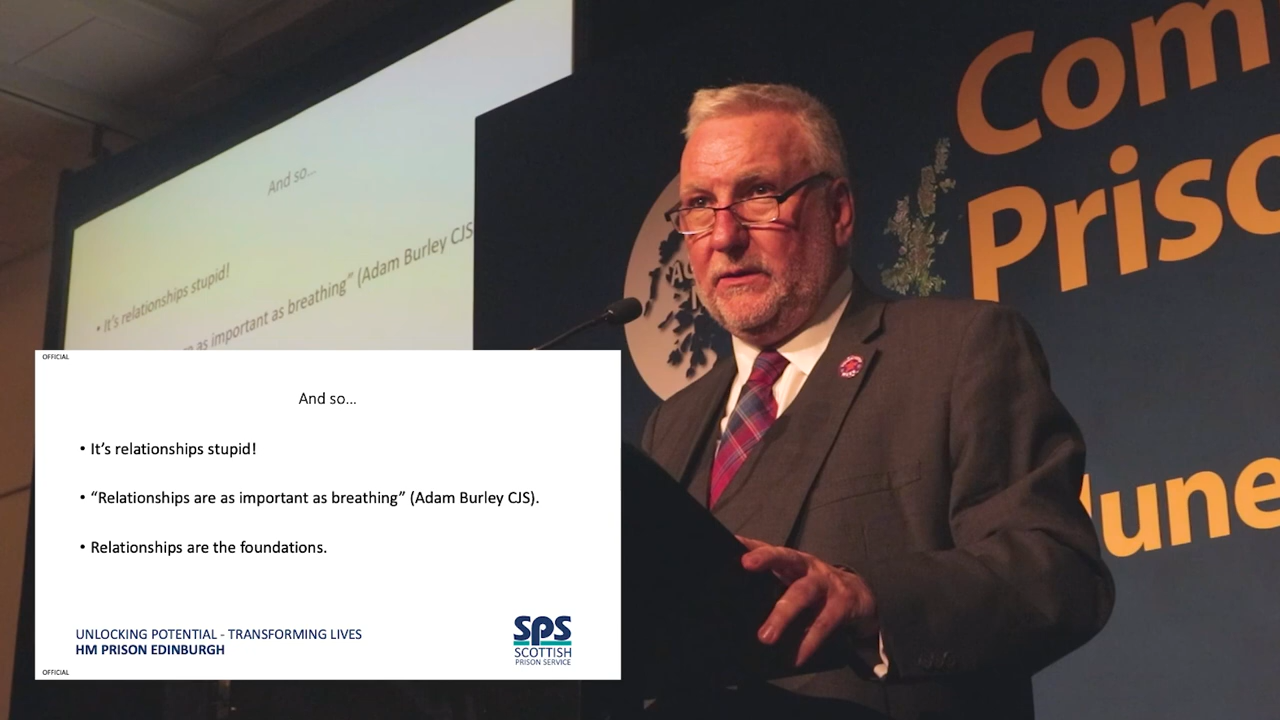 And so...
• It's relationships stupid!
as important as breathing" (Adam Burley CJS
Com
Priso
June
OFFICIAL
And so...
• It's relationships stupid!
• "Relationships are as important as breathing" (Adam Burley CJS).
• Relationships are the foundations.
UNLOCKING POTENTIAL - TRANSFORMING LIVES
HM PRISON EDINBURGH
SPS
SCOTTISH
PRISON SERVICE
OFFICIAL